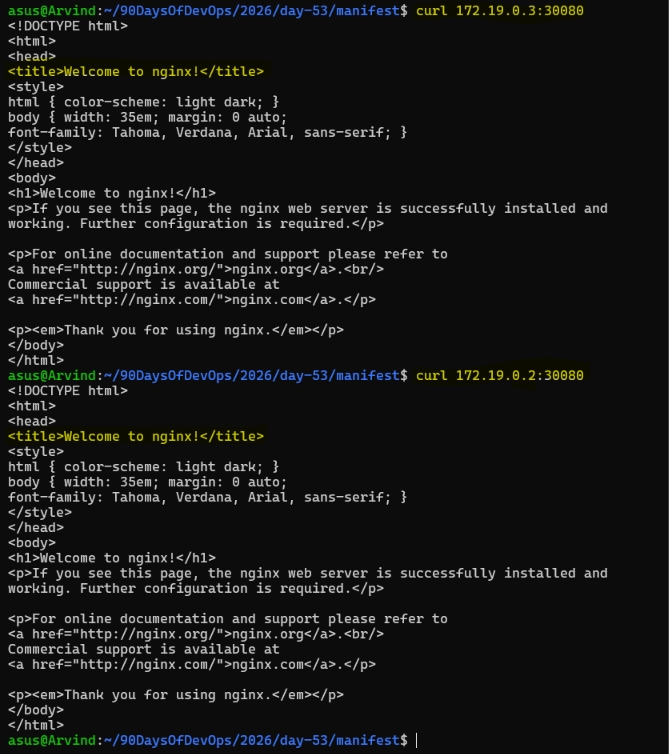 asus@Arvind:~/90DaysOfDevOps/2026/day-53/manifest$ curl 172.19.0.3:30080
<!DOCTYPE html>
<html>
<head>
<title>Welcome to nginx!</title>
<style>
html { color-scheme: light dark; }
body { width: 35em; margin: 0 auto;
font-family: Tahoma, Verdana, Arial, sans-serif; }
</style>
</head>
<body>
<h1>Welcome to nginx!</h1>
<p>If you see this page, the nginx web server is successfully installed and
working. Further configuration is required.</p>

<p>For online documentation and support please refer to
<a href="http://nginx.org/">nginx.org</a>.<br/>
Commercial support is available at
<a href="http://nginx.com/">nginx.com</a>.</p>

<p><em>Thank you for using nginx.</em></p>
</body>
</html>
asus@Arvind:~/90DaysOfDevOps/2026/day-53/manifest$ curl 172.19.0.2:30080
<!DOCTYPE html>
<html>
<head>
<title>Welcome to nginx!</title>
<style>
html { color-scheme: light dark; }
body { width: 35em; margin: 0 auto;
font-family: Tahoma, Verdana, Arial, sans-serif; }
</style>
</head>
<body>
<h1>Welcome to nginx!</h1>
<p>If you see this page, the nginx web server is successfully installed and
working. Further configuration is required.</p>

<p>For online documentation and support please refer to
<a href="http://nginx.org/">nginx.org</a>.<br/>
Commercial support is available at
<a href="http://nginx.com/">nginx.com</a>.</p>

<p><em>Thank you for using nginx.</em></p>
</body>
</html>
asus@Arvind:~/90DaysOfDevOps/2026/day-53/manifest$